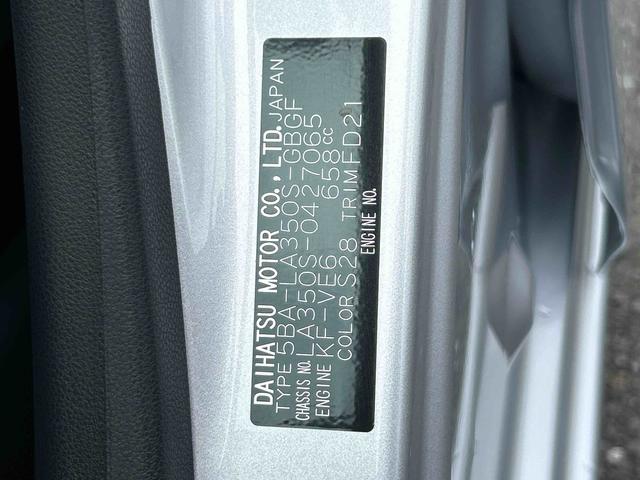 DAIHATSU MOTOR CO., LTD. JAPAN
TYPE 5BA-LA350S-GBGF
CHASSIS NO. LA350S-0427065
ENGINE KF-VE6 658cc
COLOR S28 TRIM FD21
ENGINE NO.